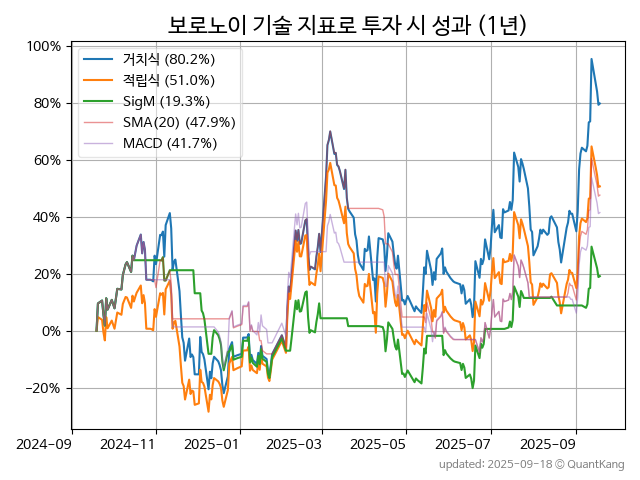 보로노이 기술 지표로 투자 시 성과 (1년)
100%
80%
60%
40%
20%
0%
−20%
거치식 (80.2%)
적립식 (51.0%)
SigM (19.3%)
SMA(20) (47.9%)
MACD (41.7%)
2024-09
2024-11
2025-01
2025-03
2025-05
2025-07
2025-09
updated: 2025-09-18 © QuantKang